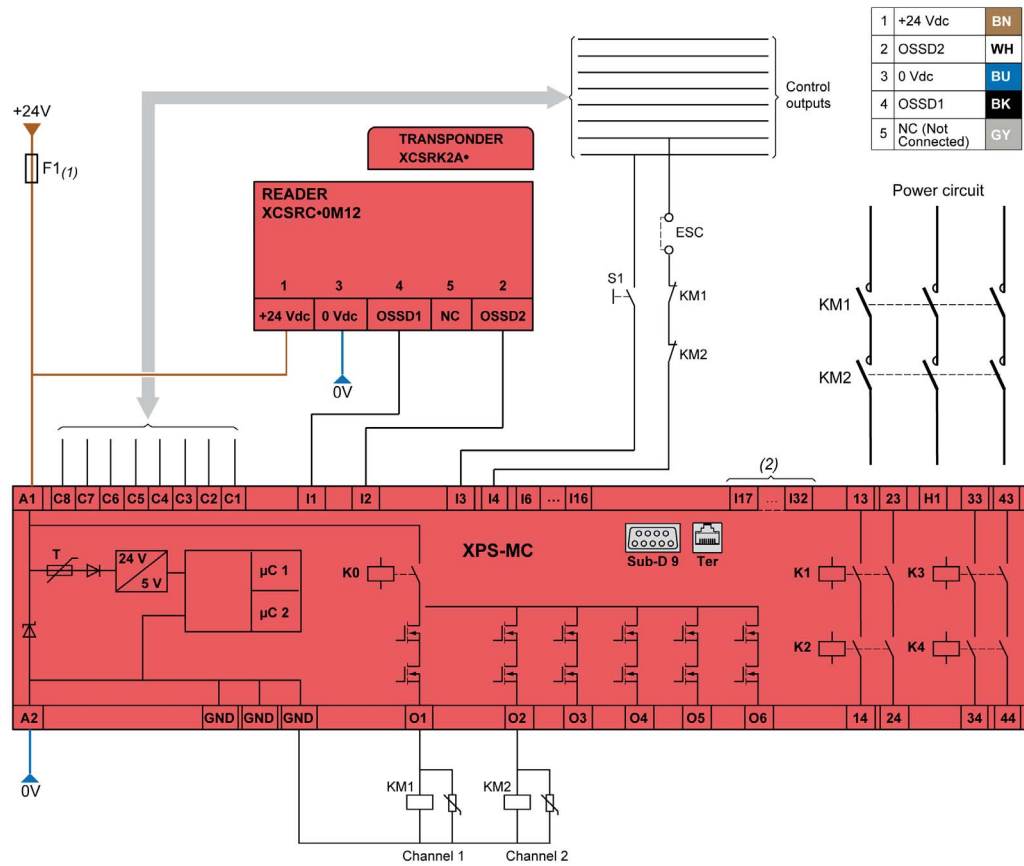 1 +24 Vdc BN
2 OSSD2 WH
3 0 Vdc BU
4 OSSD1 BK
5 NC (Not Connected) GY
Control
outputs
+24V
F1(1)
TRANSPONDER
XCSRK2A•
READER
XCSRC•0M12
1 3 4 5 2
+24 Vdc 0 Vdc OSSD1 NC OSSD2
0V
ESC
S1
KM1
KM2
Power circuit
KM1
KM2
(2)
A1 C8 C7 C6 C5 C4 C3 C2 C1 I1 I2 I3 I4 I6 ... I16 I17 ... I32 13 23 H1 33 43
XPS-MC
Sub-D 9 Ter
T
24 V
5 V
µC 1
µC 2
K0
K1
K3
K2
K4
A2 GND GND GND O1 O2 O3 O4 O5 O6 14 24 34 44
0V
KM1
KM2
Channel 1 Channel 2